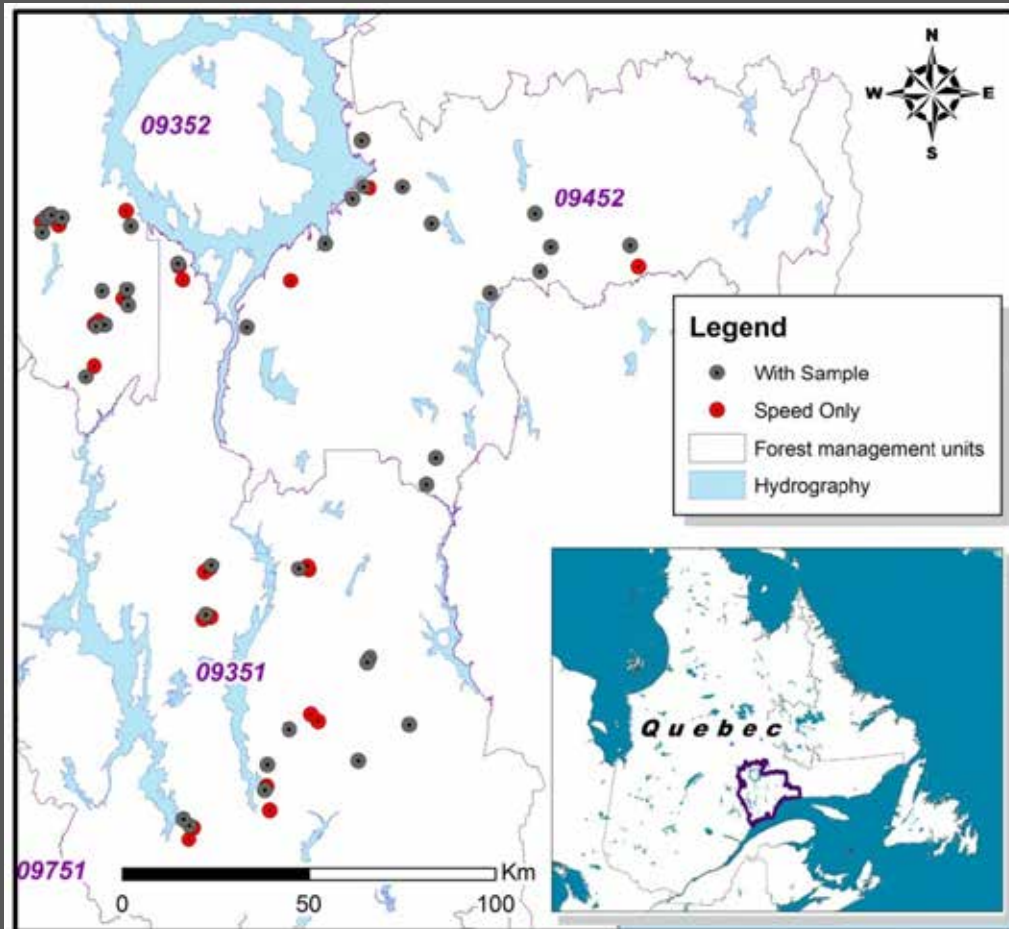 N
W E
S
09352
09452
Legend
With Sample
Speed Only
Forest management units
Hydrography
09351
Quebec
09751
Km
0 50 100